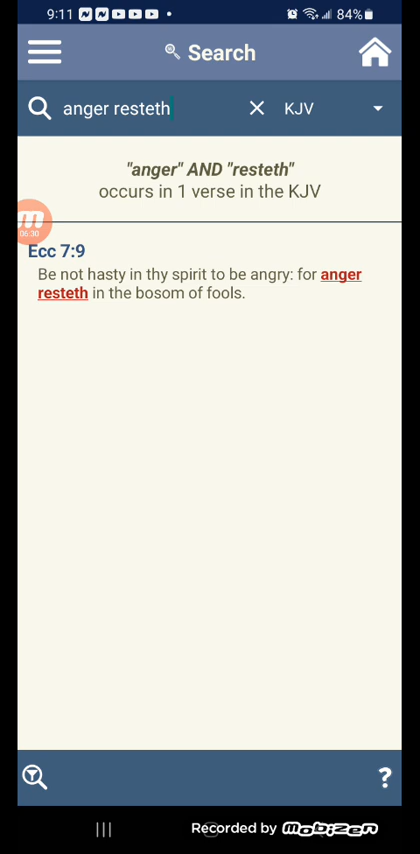 9:11 84%
Search
anger resteth KJV
"anger" AND "resteth"
occurs in 1 verse in the KJV
06:30
Ecc 7:9
Be not hasty in thy spirit to be angry: for anger
resteth in the bosom of fools.
?
Recorded by mobizen